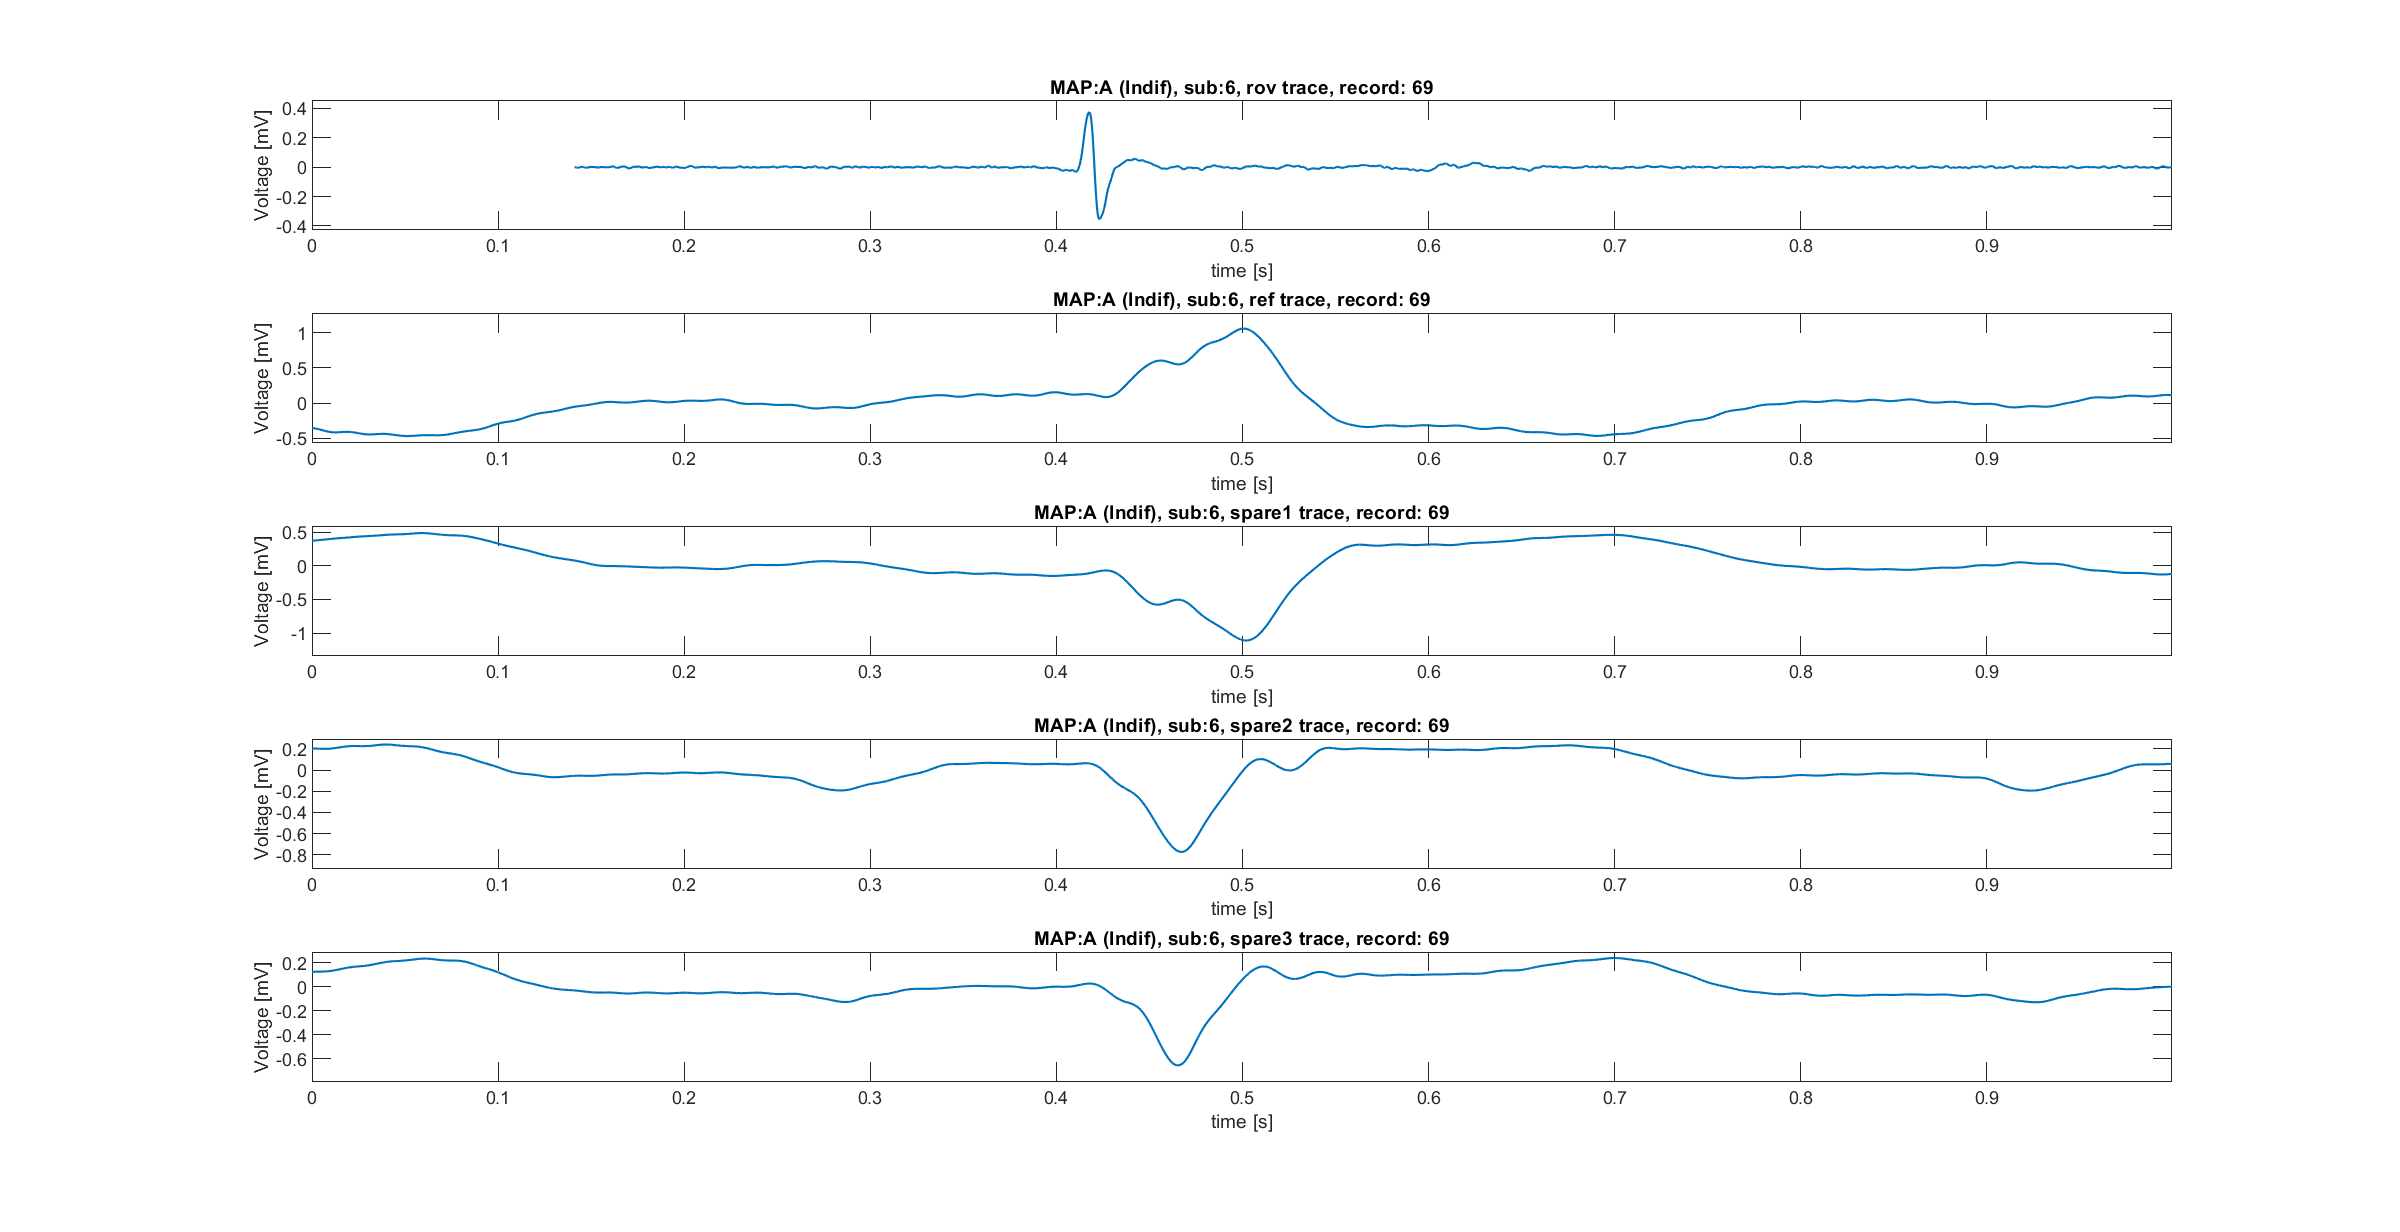 MAP:A (Indif), sub:6, rov trace, record: 69
Voltage [mV]
0.4
0.2
0
-0.2
-0.4
0 0.1 0.2 0.3 0.4 0.5 0.6 0.7 0.8 0.9
time [s]
MAP:A (Indif), sub:6, ref trace, record: 69
Voltage [mV]
1
0.5
0
-0.5
0 0.1 0.2 0.3 0.4 0.5 0.6 0.7 0.8 0.9
time [s]
MAP:A (Indif), sub:6, spare1 trace, record: 69
Voltage [mV]
0.5
0
-0.5
-1
0 0.1 0.2 0.3 0.4 0.5 0.6 0.7 0.8 0.9
time [s]
MAP:A (Indif), sub:6, spare2 trace, record: 69
Voltage [mV]
0.2
0
-0.2
-0.4
-0.6
-0.8
0 0.1 0.2 0.3 0.4 0.5 0.6 0.7 0.8 0.9
time [s]
MAP:A (Indif), sub:6, spare3 trace, record: 69
Voltage [mV]
0.2
0
-0.2
-0.4
-0.6
0 0.1 0.2 0.3 0.4 0.5 0.6 0.7 0.8 0.9
time [s]